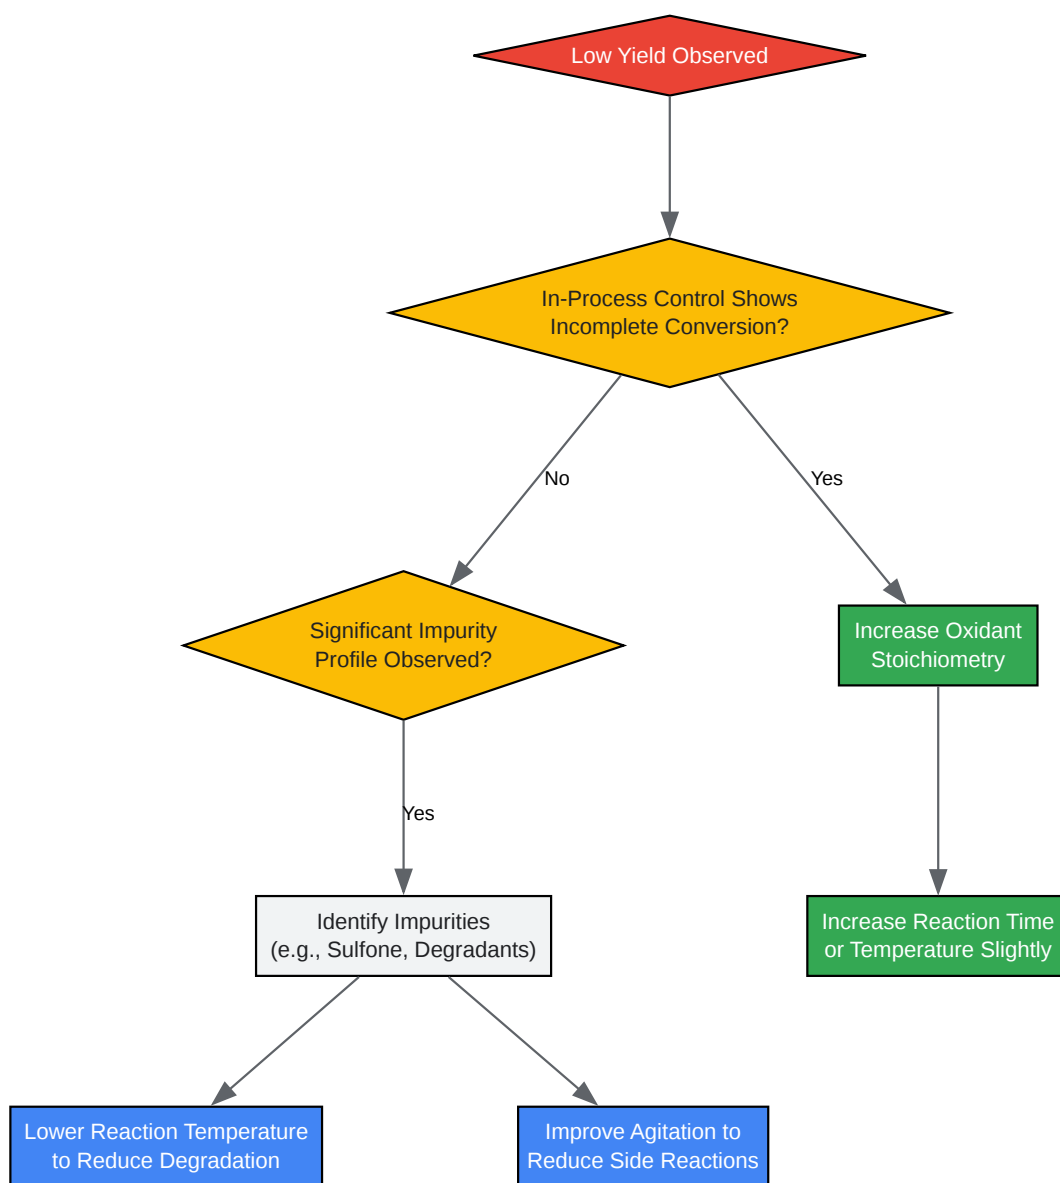 Low Yield Observed
In-Process Control Shows
Incomplete Conversion?
No
Yes
Significant Impurity
Profile Observed?
Increase Oxidant
Stoichiometry
Yes
Identify Impurities
(e.g., Sulfone, Degradants)
Increase Reaction Time
or Temperature Slightly
Lower Reaction Temperature
to Reduce Degradation
Improve Agitation to
Reduce Side Reactions